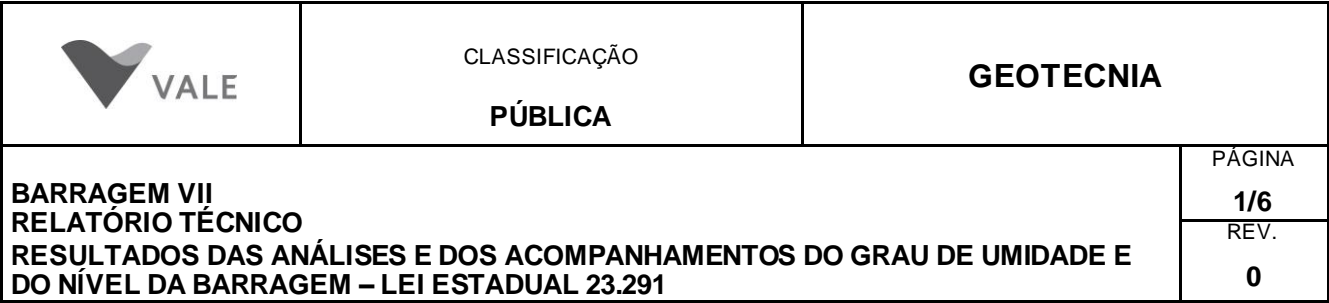 VALE
CLASSIFICAÇÃO
PÚBLICA
GEOTECNIA
BARRAGEM VII
RELATÓRIO TÉCNICO
RESULTADOS DAS ANÁLISES E DOS ACOMPANHAMENTOS DO GRAU DE UMIDADE E
DO NÍVEL DA BARRAGEM – LEI ESTADUAL 23.291
PÁGINA
1/6
REV.
0